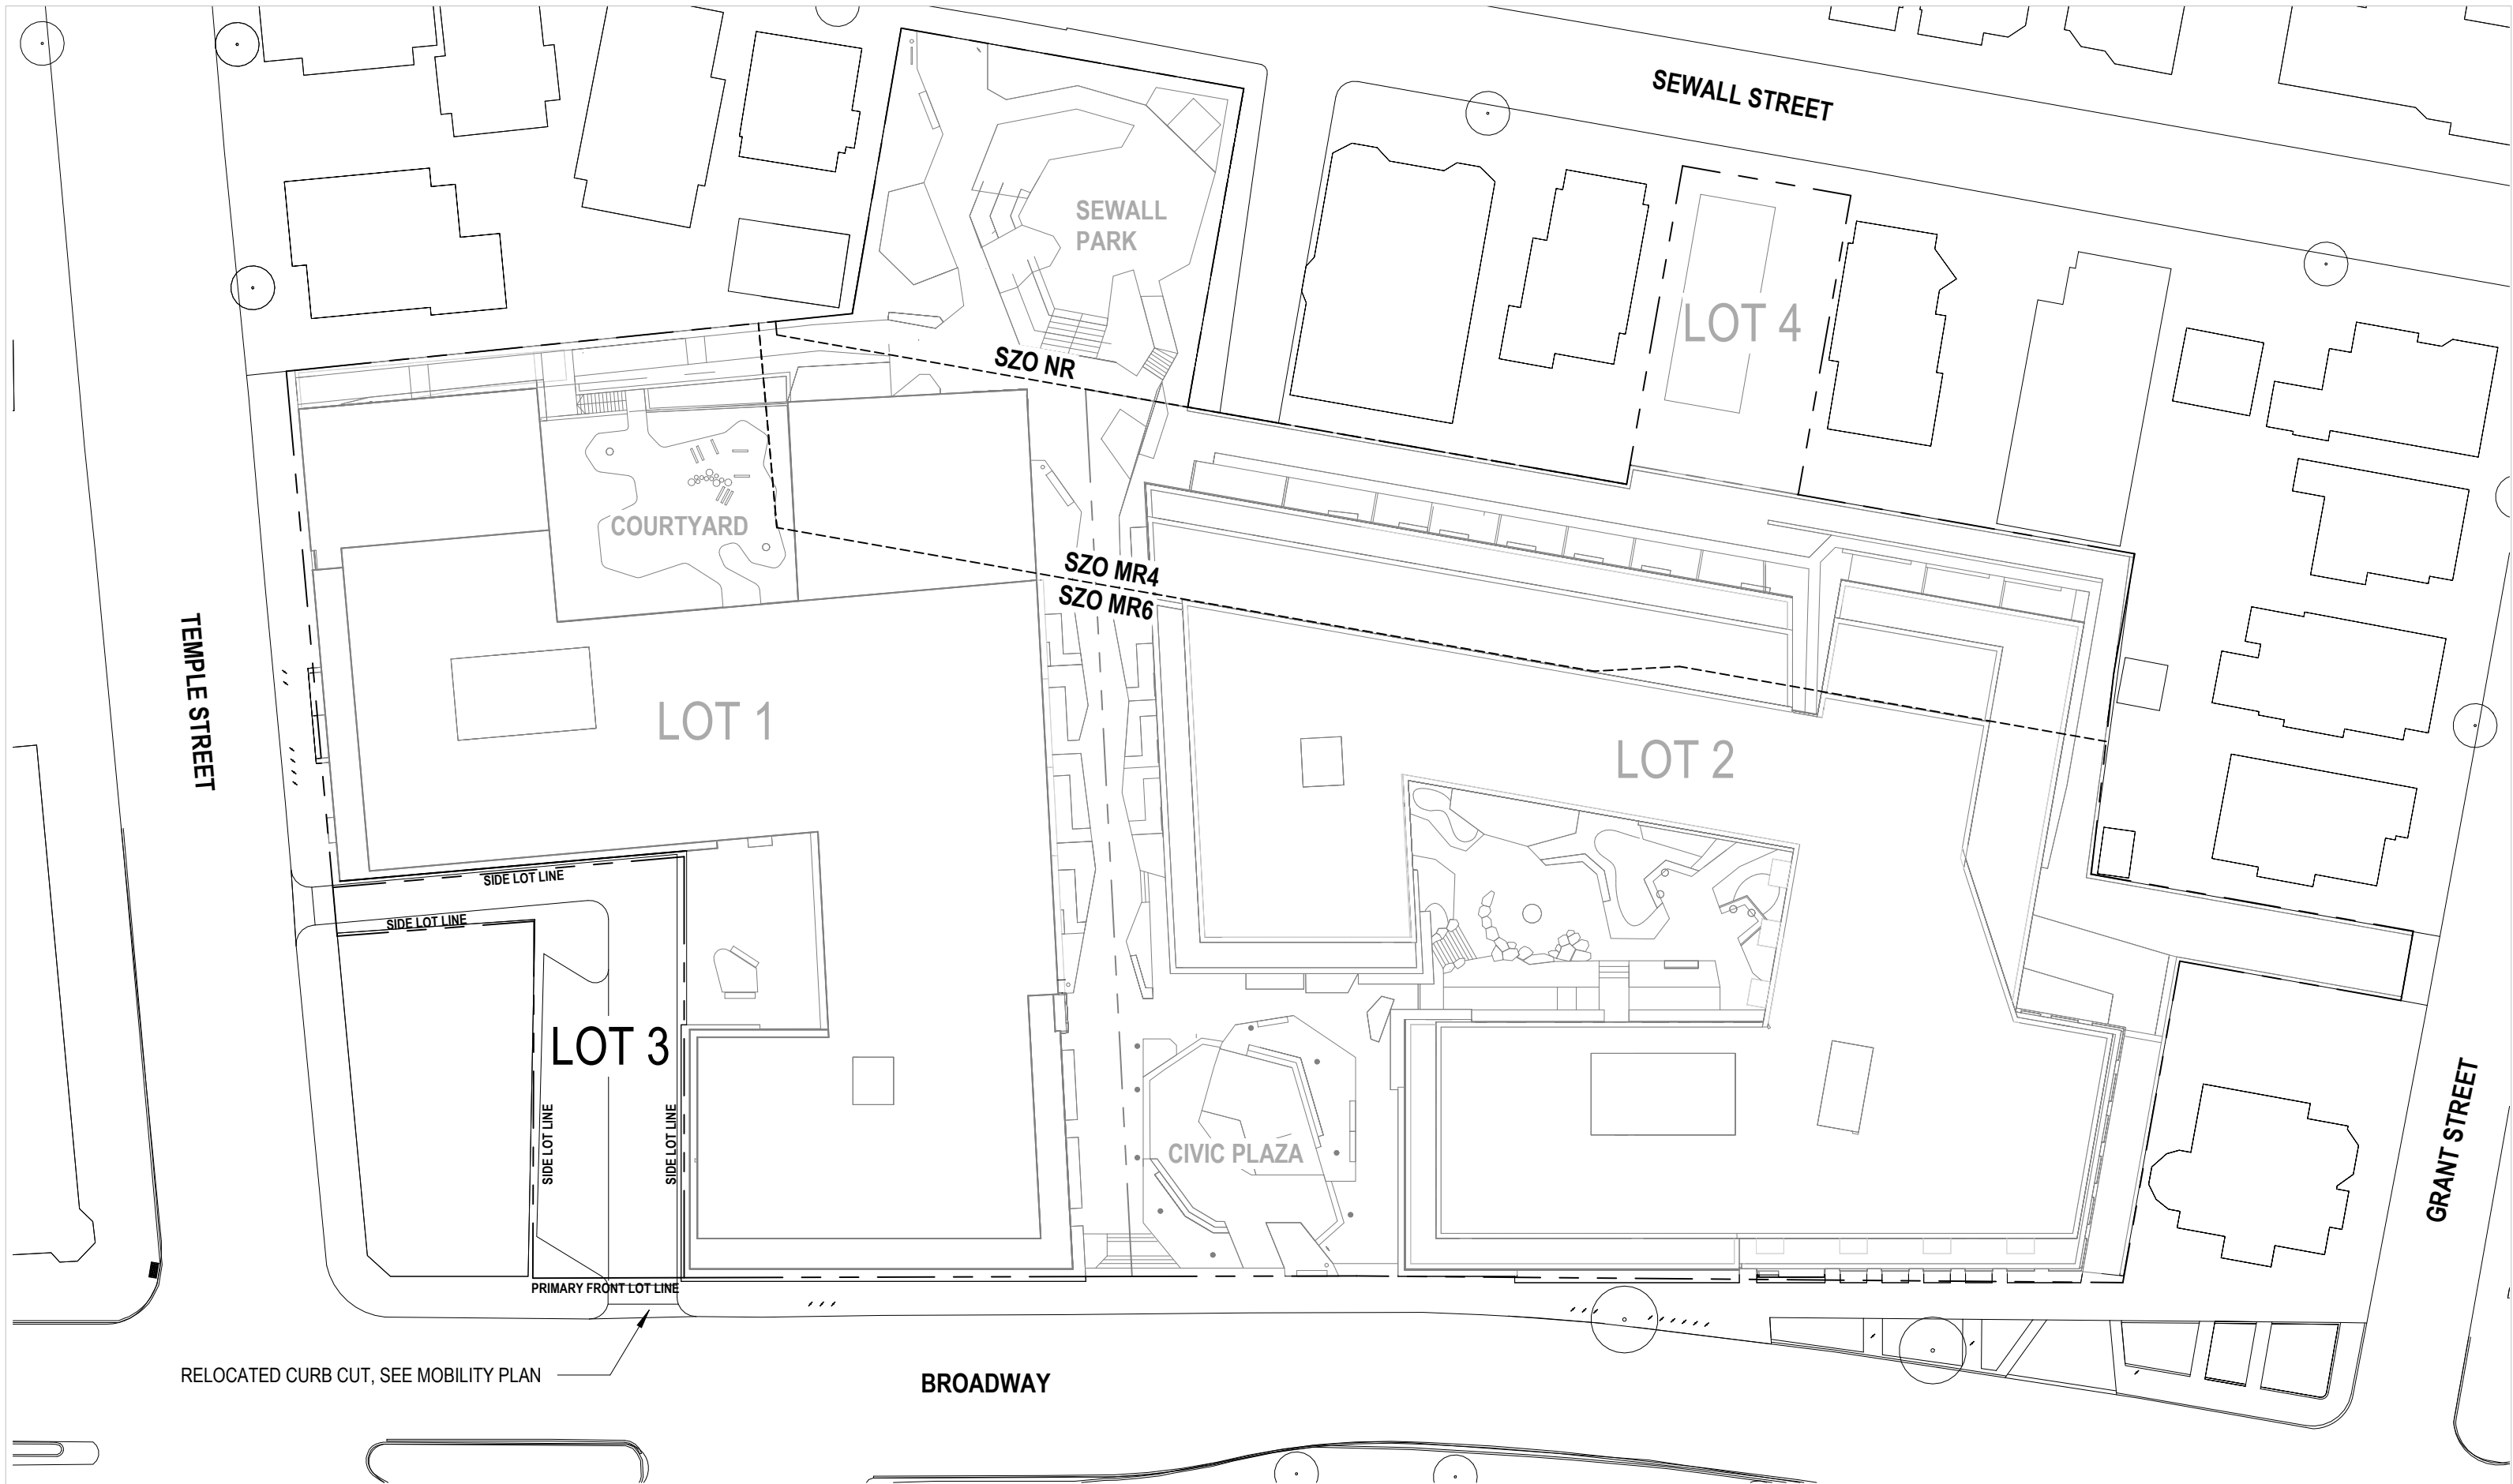 SEWALL STREET
SEWALL
PARK
LOT 4
SZO NR
COURTYARD
SZO MR4
SZO MR6
TEMPLE STREET
LOT 1
LOT 2
SIDE LOT LINE
SIDE LOT LINE
LOT 3
SIDE LOT LINE
SIDE LOT LINE
CIVIC PLAZA
GRANT STREET
PRIMARY FRONT LOT LINE
RELOCATED CURB CUT, SEE MOBILITY PLAN
BROADWAY